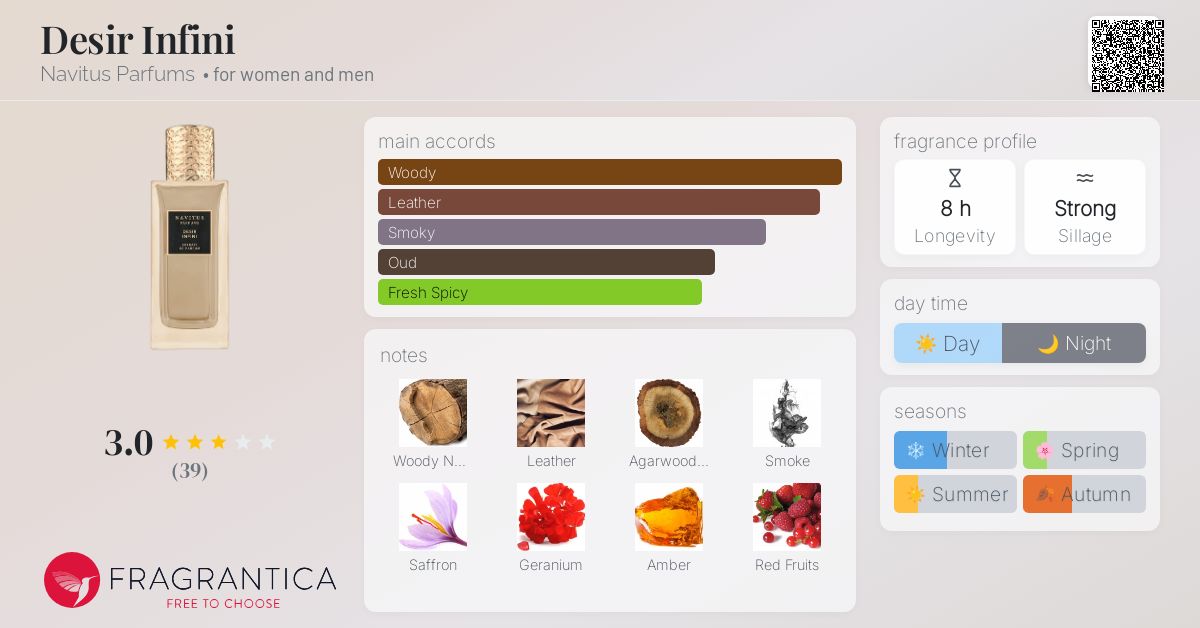 Desir Infini
Navitus Parfums • for women and men
NAVITUS
PARFUMS
DESIR
INFINI
3.0
(39)
FRAGRANTICA
FREE TO CHOOSE
main accords
Woody
Leather
Smoky
Oud
Fresh Spicy
notes
Woody N... Leather Agarwood... Smoke
Saffron Geranium Amber Red Fruits
fragrance profile
8 h Strong
Longevity Sillage
day time
Day Night
seasons
Winter Spring
Summer Autumn